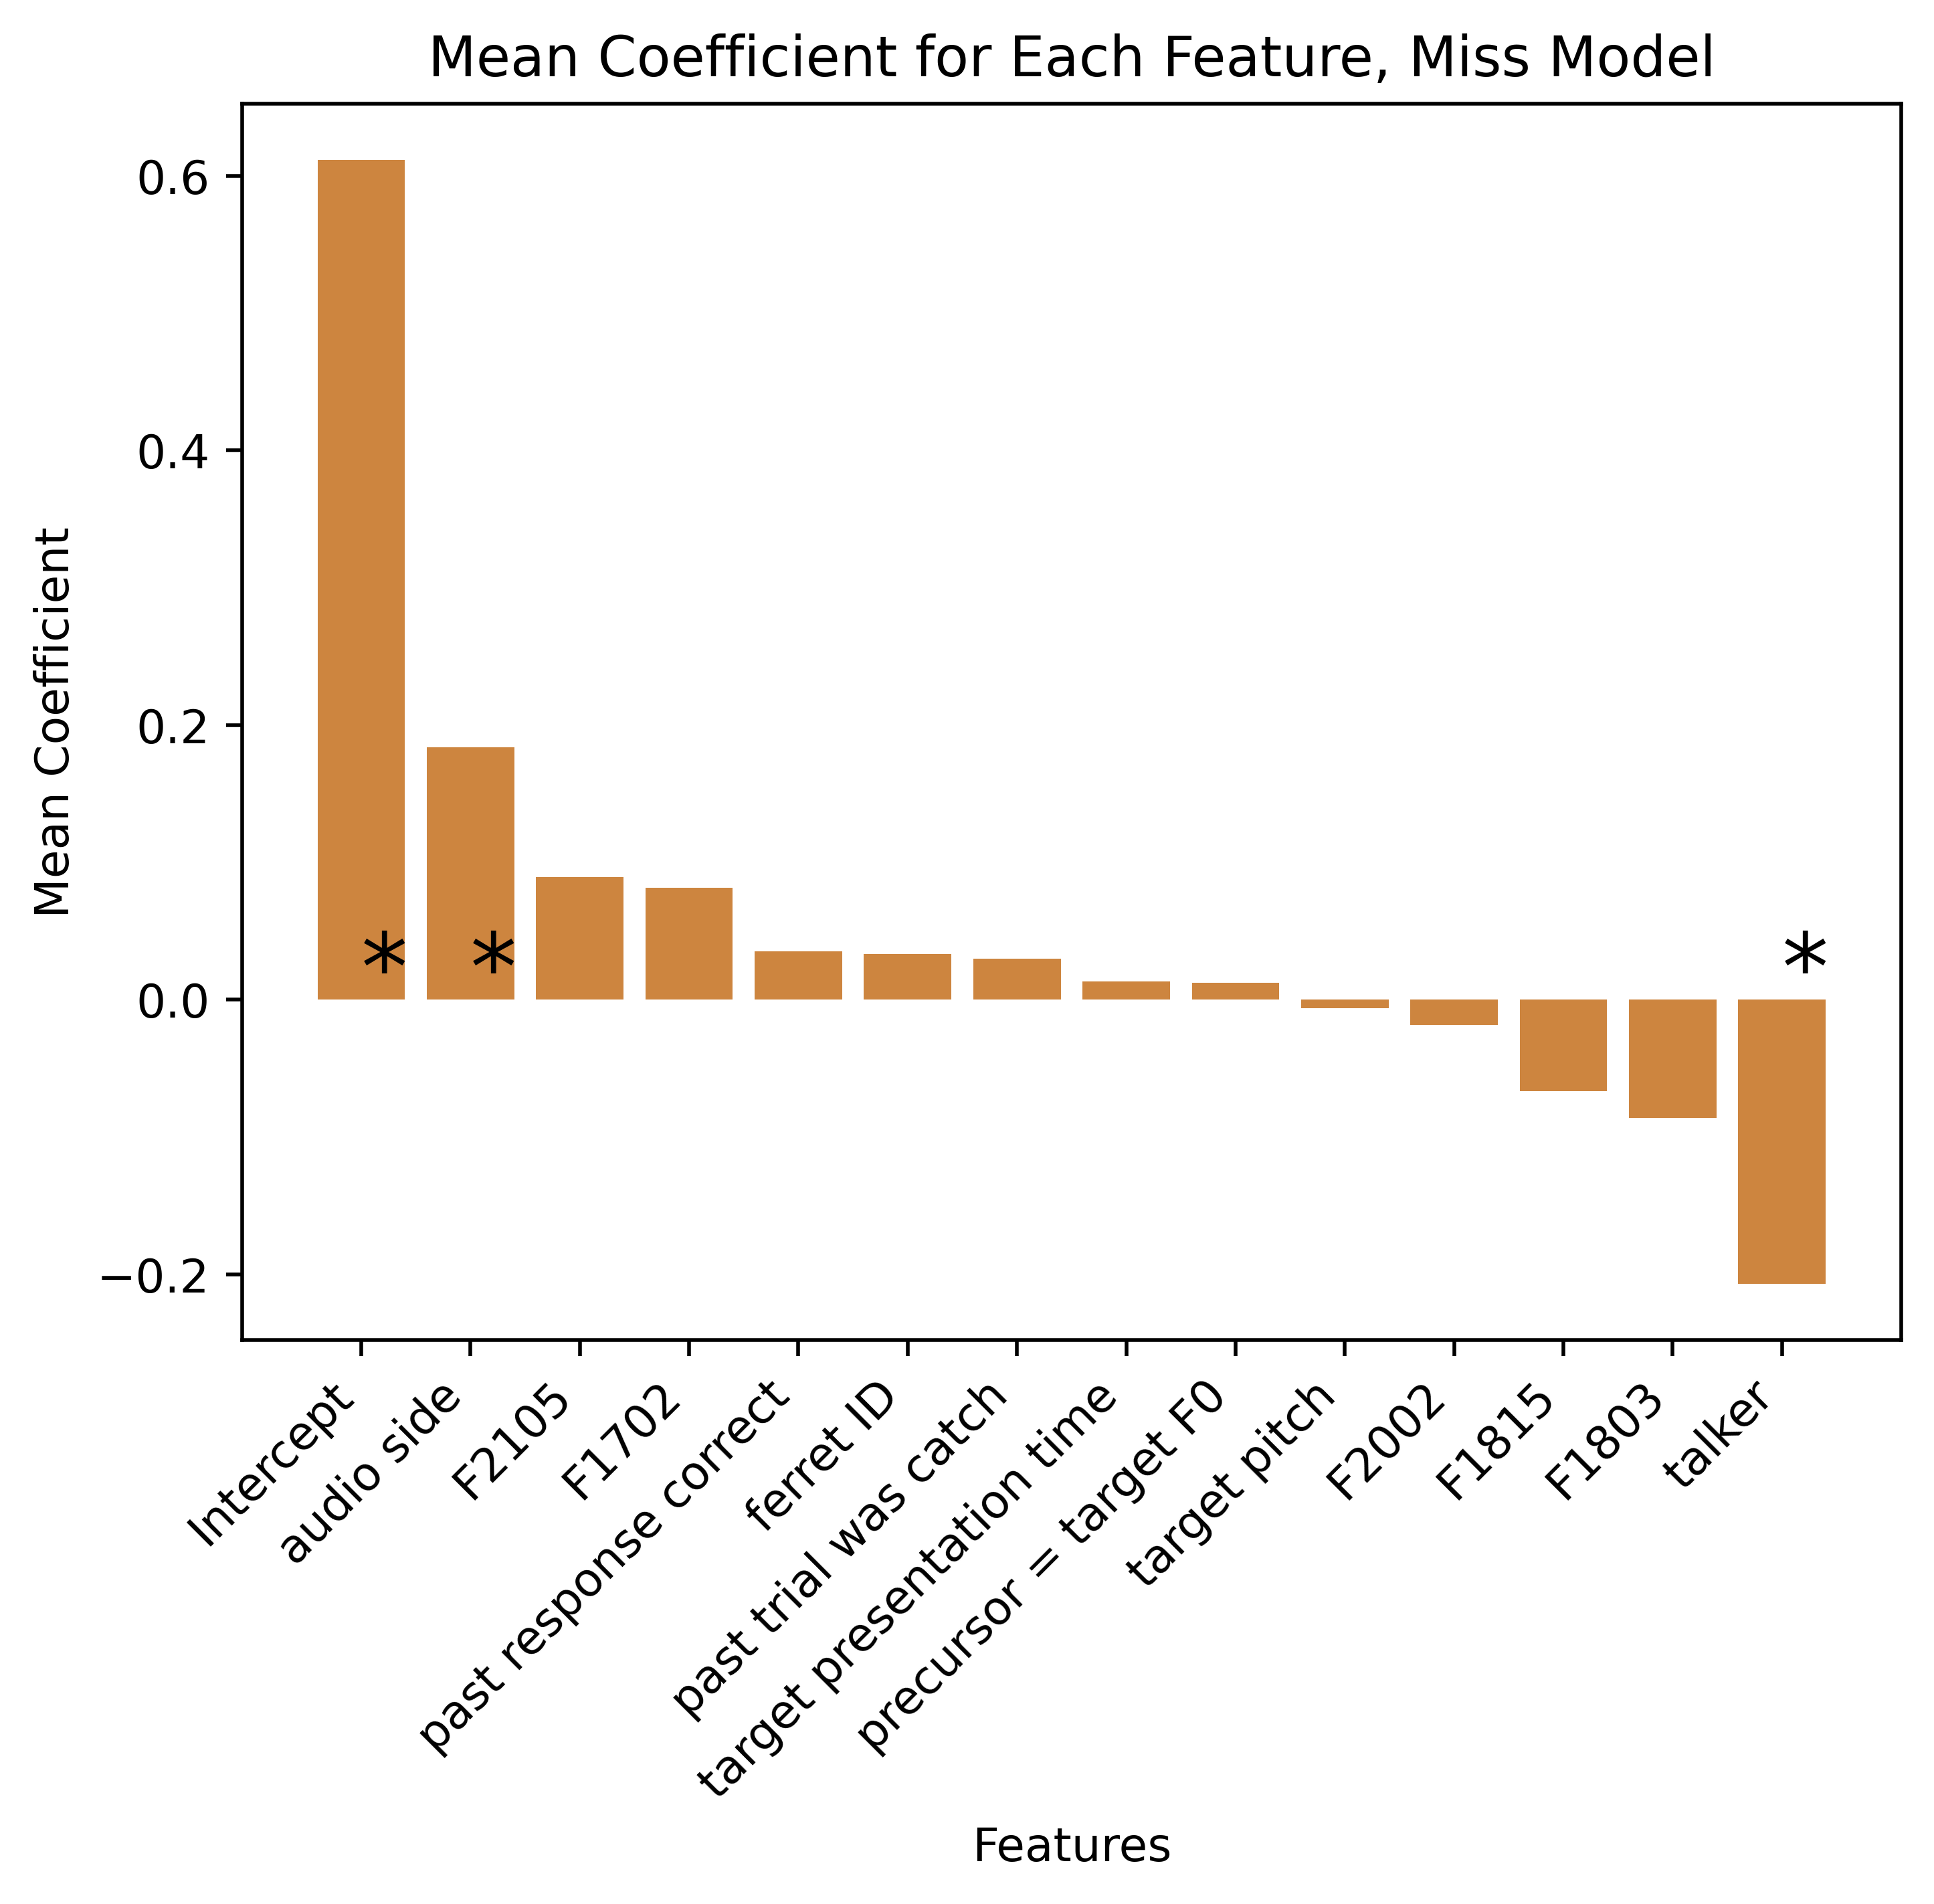 Mean Coefficient for Each Feature, Miss Model
Mean Coefficient
0.6
0.4
0.2
0.0
−0.2
*
*
*
Intercept
audio side
F2105
F1702
past response correct
ferret ID
past trial was catch
target presentation time
precursor = target F0
target pitch
F2002
F1815
F1803
talker
Features